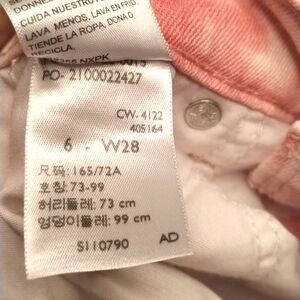 DONNE
CUIDA NUESTRO
LAVA MENOS, LAVA EN FRIO,
TIENDE LA ROPA, DONA O
RECICLA.
NXPK
PO- 2100022427
CW-4122
405164
6 - W28
尺码: 165/72A
호칭: 73-99
허리둘레: 73 cm
엉덩이둘레: 99 cm
S110790 AD